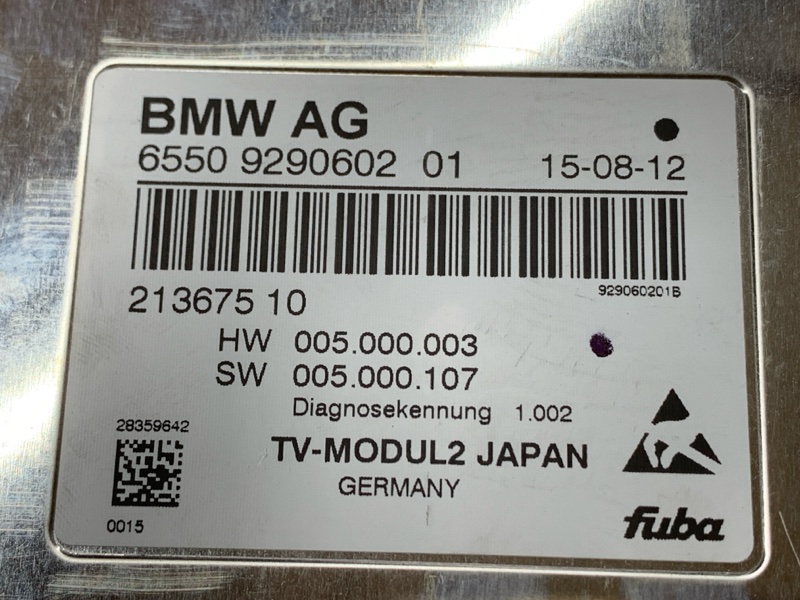 BMW AG
6550 9290602 01 15-08-12
929060201B
213675 10
HW 005.000.003
SW 005.000.107
Diagnosekennung 1.002
28359642
TV-MODUL2 JAPAN
GERMANY
0015
fuba